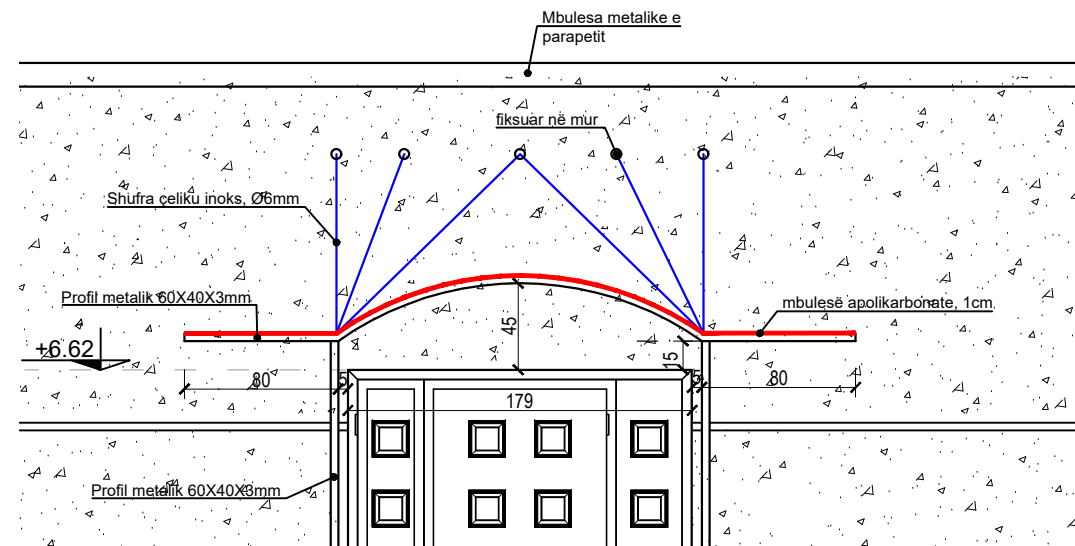 Mbulesa metalike e
parapetit
fiksuar në mur
Shufra çeliku inoks, Ø6mm
Profil metalik 60X40X3mm
mbulesë apolikarbonate, 1cm
+6.62
45
15
80
5
5
80
179
Profil metalik 60X40X3mm